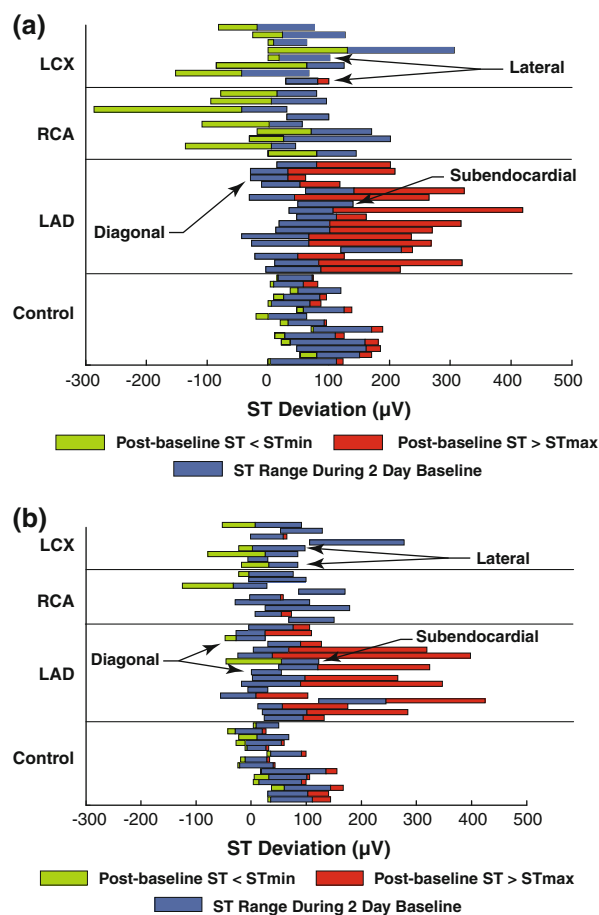 (a)
LCX
Lateral
RCA
LAD
Subendocardial
Diagonal
Control
-300 -200 -100 0 100 200 300 400 500
ST Deviation (µV)
Post-baseline ST < STmin
Post-baseline ST > STmax
ST Range During 2 Day Baseline
(b)
LCX
Lateral
RCA
LAD
Subendocardial
Diagonal
Control
-300 -200 -100 0 100 200 300 400 500
ST Deviation (µV)
Post-baseline ST < STmin
Post-baseline ST > STmax
ST Range During 2 Day Baseline